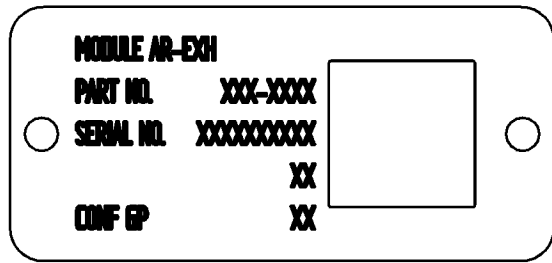 MODULE AR-EXH
PART NO. XXX-XXXX
SERIAL NO. XXXXXXXXXX
XX
CONF GP XX